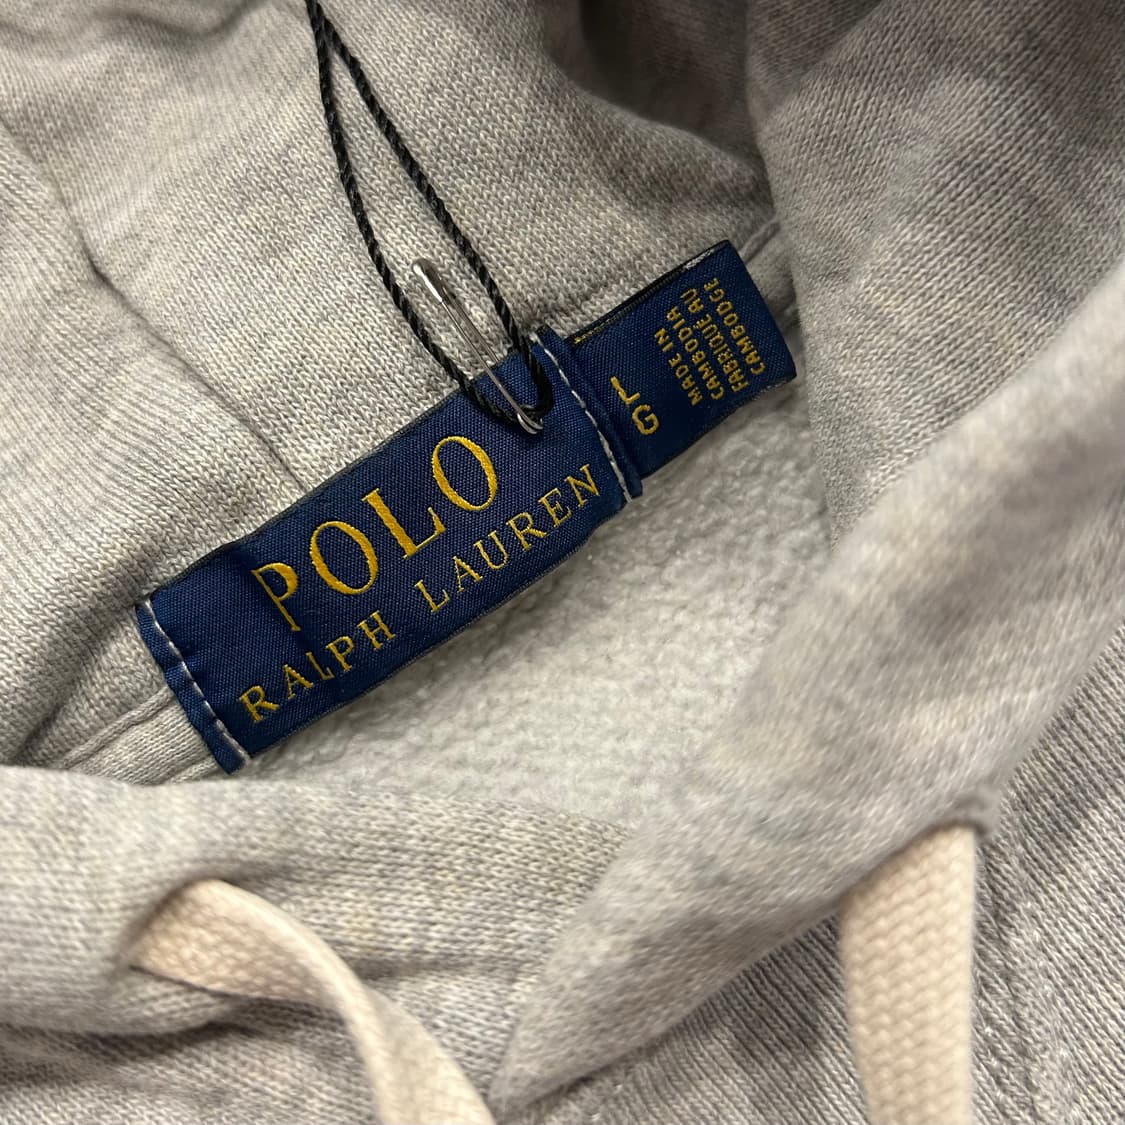 POLO
RALPH LAUREN
L
G
MADE IN
CAMBODIA
FABRIQUÉ AU
CAMBODGE